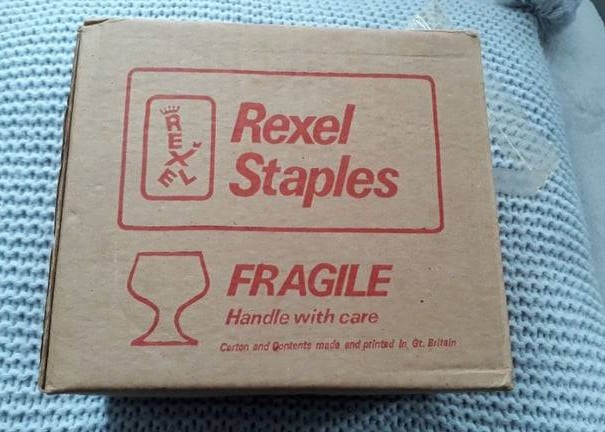 REXEL
Rexel
Staples
FRAGILE
Handle with care
Carton and Contents made and printed in Gt. Britain